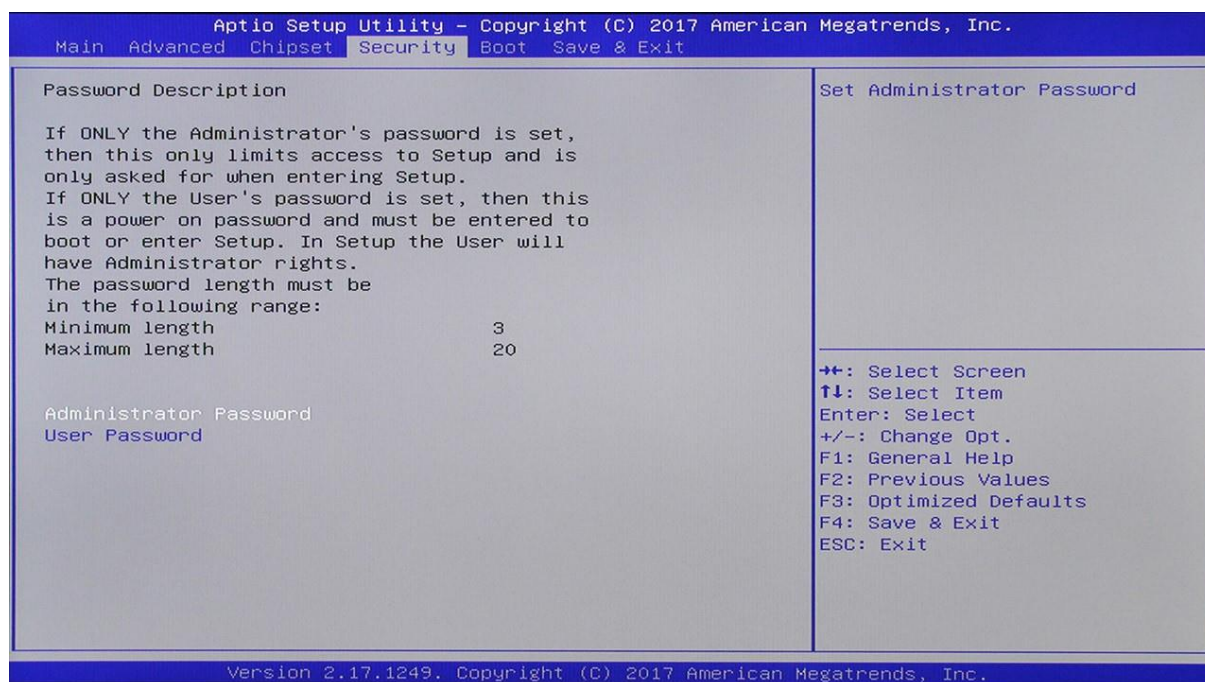 Aptio Setup Utility – Copyright (C) 2017 American Megatrends, Inc.
Main Advanced Chipset Security Boot Save & Exit
Password Description
If ONLY the Administrator's password is set,
then this only limits access to Setup and is
only asked for when entering Setup.
If ONLY the User's password is set, then this
is a power on password and must be entered to
boot or enter Setup. In Setup the User will
have Administrator rights.
The password length must be
in the following range:
Minimum length 3
Maximum length 20
Administrator Password
User Password
Set Administrator Password
→←: Select Screen
↑↓: Select Item
Enter: Select
+/-: Change Opt.
F1: General Help
F2: Previous Values
F3: Optimized Defaults
F4: Save & Exit
ESC: Exit
Version 2.17.1249. Copyright (C) 2017 American Megatrends, Inc.